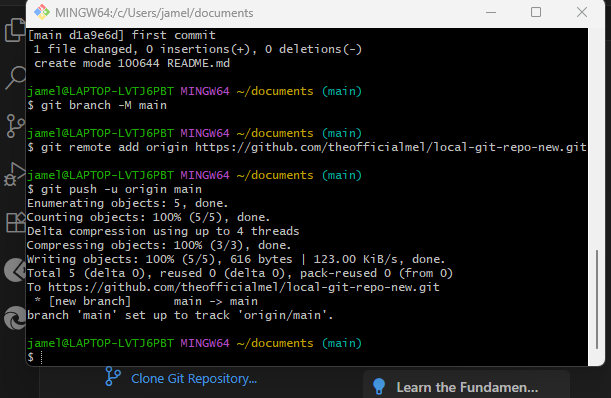 MINGW64:/c/Users/jamel/documents
[main d1a9e6d] first commit
 1 file changed, 0 insertions(+), 0 deletions(-)
 create mode 100644 README.md
jamel@LAPTOP-LVTJ6PBT MINGW64 ~/documents (main)
$ git branch -M main
jamel@LAPTOP-LVTJ6PBT MINGW64 ~/documents (main)
$ git remote add origin https://github.com/theofficialmel/local-git-repo-new.git
jamel@LAPTOP-LVTJ6PBT MINGW64 ~/documents (main)
$ git push -u origin main
Enumerating objects: 5, done.
Counting objects: 100% (5/5), done.
Delta compression using up to 4 threads
Compressing objects: 100% (3/3), done.
Writing objects: 100% (5/5), 616 bytes | 123.00 KiB/s, done.
Total 5 (delta 0), reused 0 (delta 0), pack-reused 0 (from 0)
To https://github.com/theofficialmel/local-git-repo-new.git
 * [new branch]      main -> main
branch 'main' set up to track 'origin/main'.
jamel@LAPTOP-LVTJ6PBT MINGW64 ~/documents (main)
$
Clone Git Repository...
Learn the Fundamen...